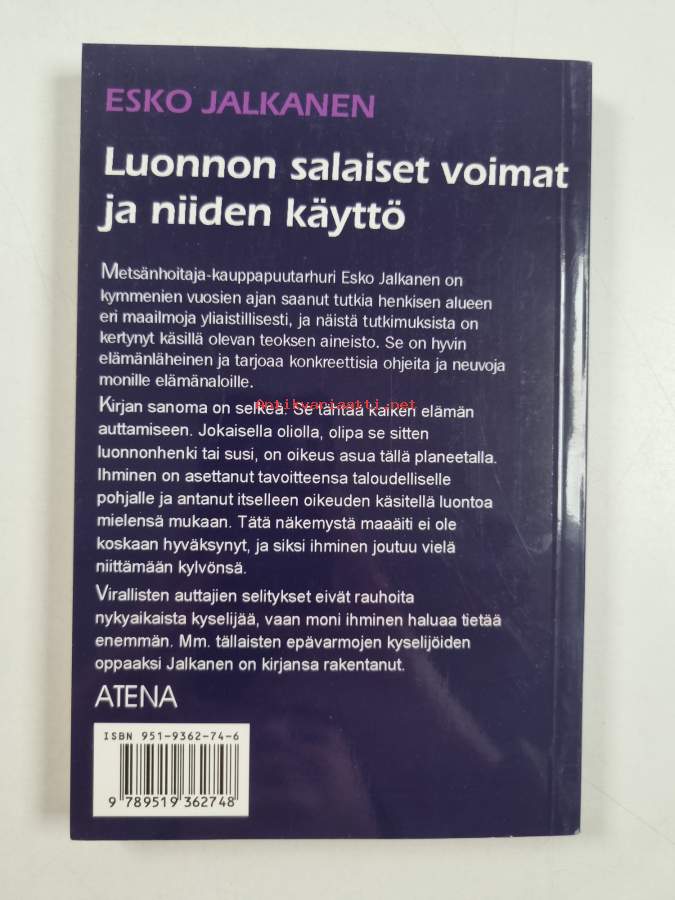 ESKO JALKANEN
Luonnon salaiset voimat
ja niiden käyttö
Metsänhoitaja-kauppapuutarhuri Esko Jalkanen on
kymmenien vuosien ajan saanut tutkia henkisen alueen
eri maailmoja yliaistillisesti, ja näistä tutkimuksista on
kertynyt käsillä olevan teoksen aineisto. Se on hyvin
elämänläheinen ja tarjoaa konkreettisia ohjeita ja neuvoja
monille elämänaloille.
Antikvariaatti.net
Kirjan sanoma on selkeä. Se tähtää kaiken elämän
auttamiseen. Jokaisella oliolla, olipa se sitten
luonnonhenki tai susi, on oikeus asua tällä planeetalla.
Ihminen on asettanut tavoitteensa taloudelliselle
pohjalle ja antanut itselleen oikeuden käsitellä luontoa
mielensä mukaan. Tätä näkemystä maaäiti ei ole
koskaan hyväksynyt, ja siksi ihminen joutuu vielä
niittämään kylvönsä.
Virallisten auttajien selitykset eivät rauhoita
nykyaikaista kyselijää, vaan moni ihminen haluaa tietää
enemmän. Mm. tällaisten epävarmojen kyselijöiden
oppaaksi Jalkanen on kirjansa rakentanut.
ATENA
ISBN 951-9362-74-6
9 789519 362748